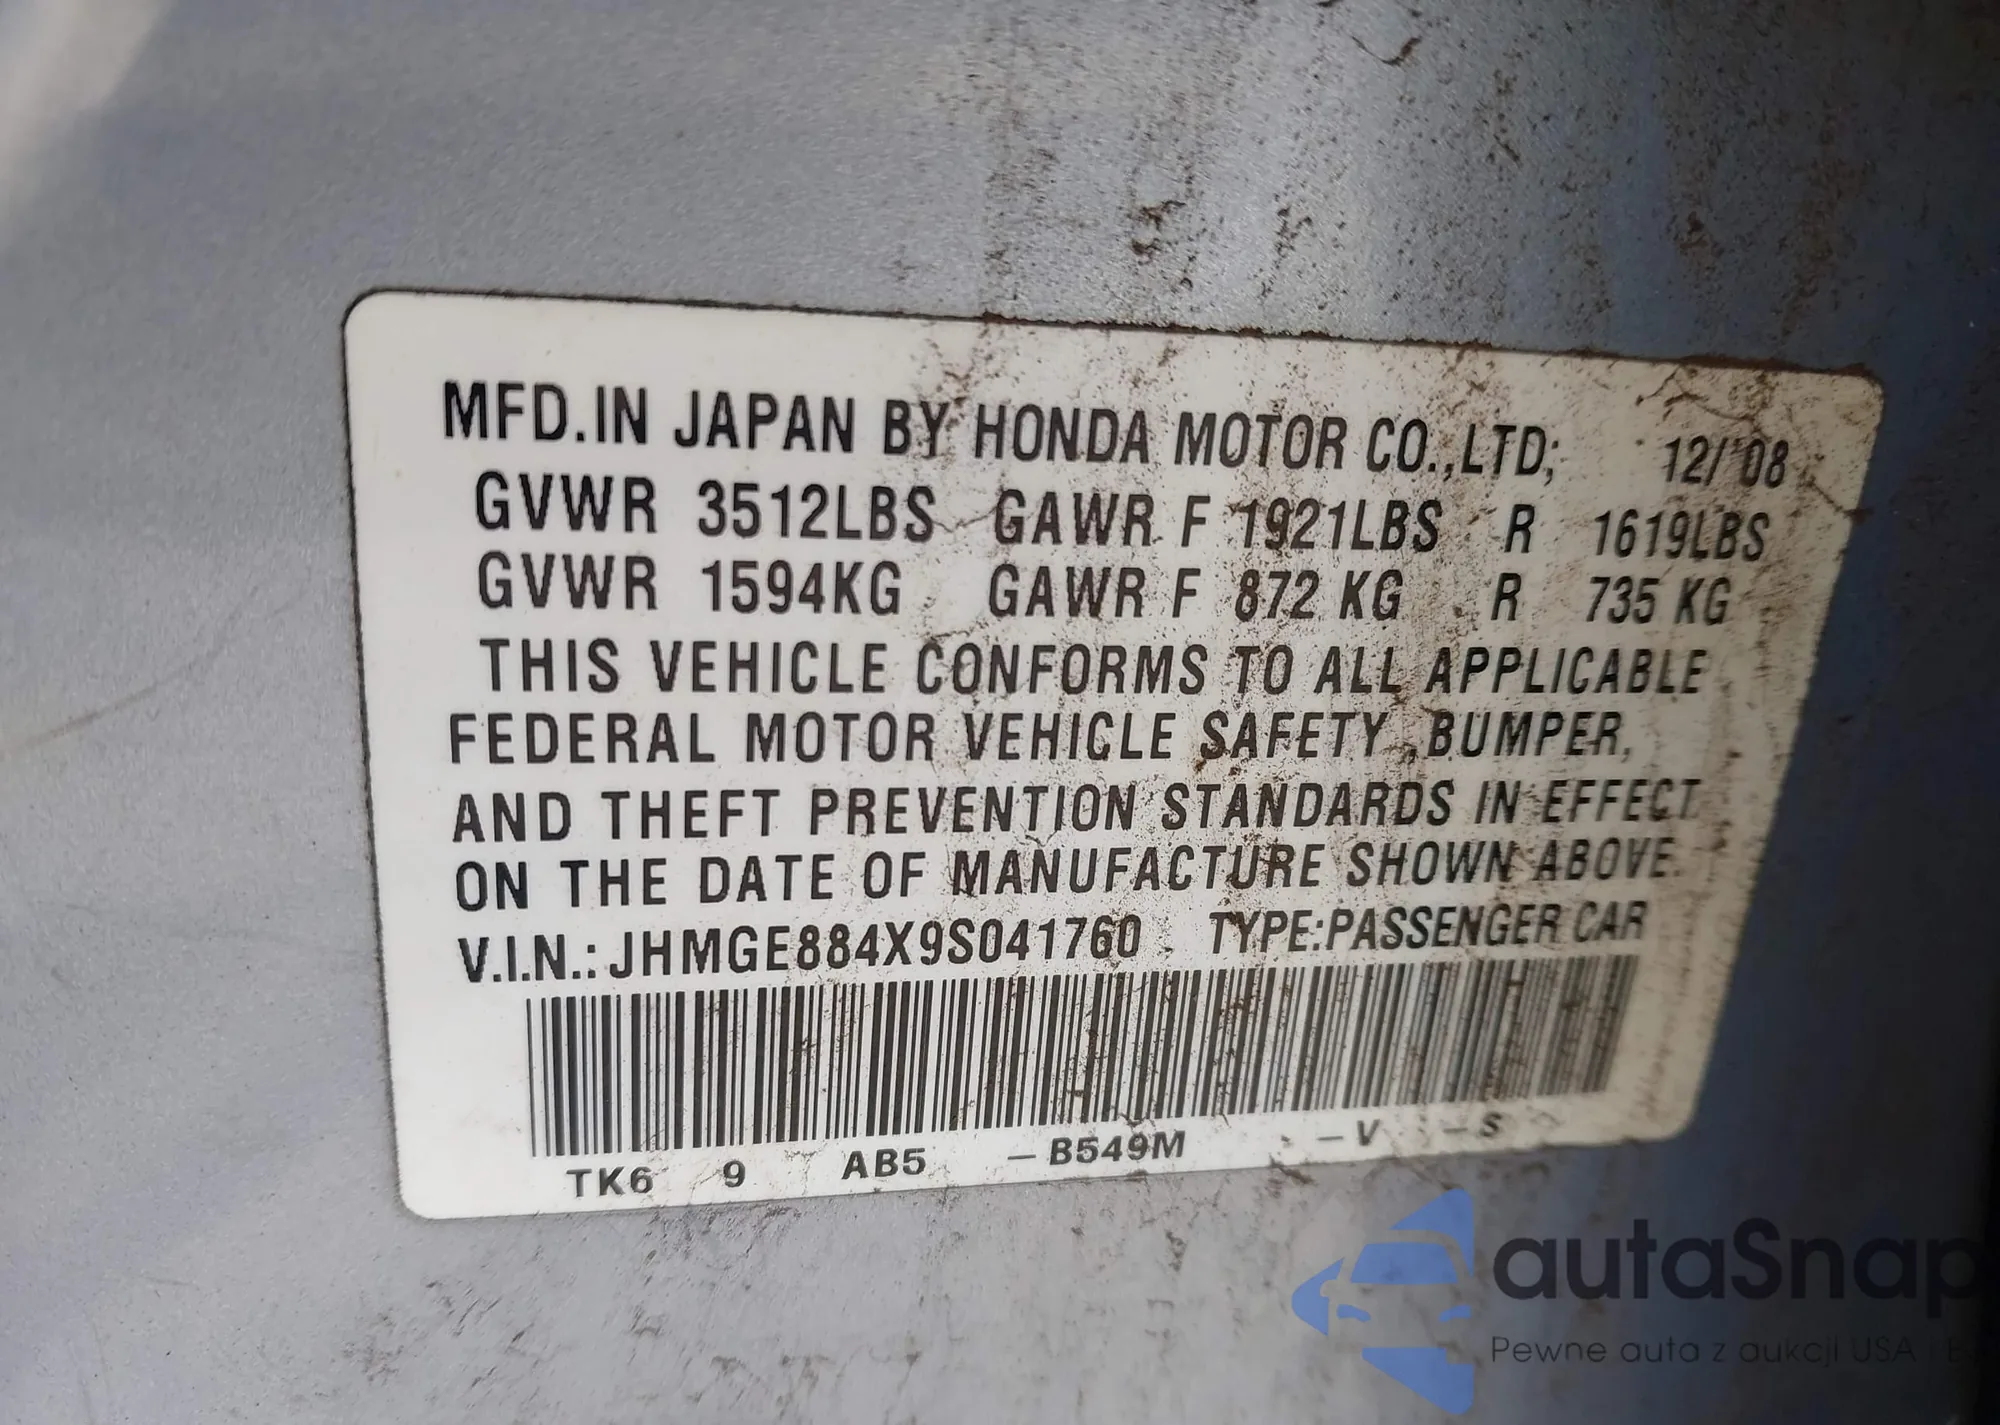 MFD.IN JAPAN BY HONDA MOTOR CO.,LTD; 12/'08
GVWR 3512LBS GAWR F 1921LBS R 1619LBS
GVWR 1594KG GAWR F 872 KG R 735 KG
THIS VEHICLE CONFORMS TO ALL APPLICABLE
FEDERAL MOTOR VEHICLE SAFETY ,BUMPER,
AND THEFT PREVENTION STANDARDS IN EFFECT
ON THE DATE OF MANUFACTURE SHOWN ABOVE.
V.I.N.: JHMGE884X9S041760 TYPE:PASSENGER CAR
TK6 9 AB5 -B549M -V -S
autaSnap
Pewne auta z aukcji USA i